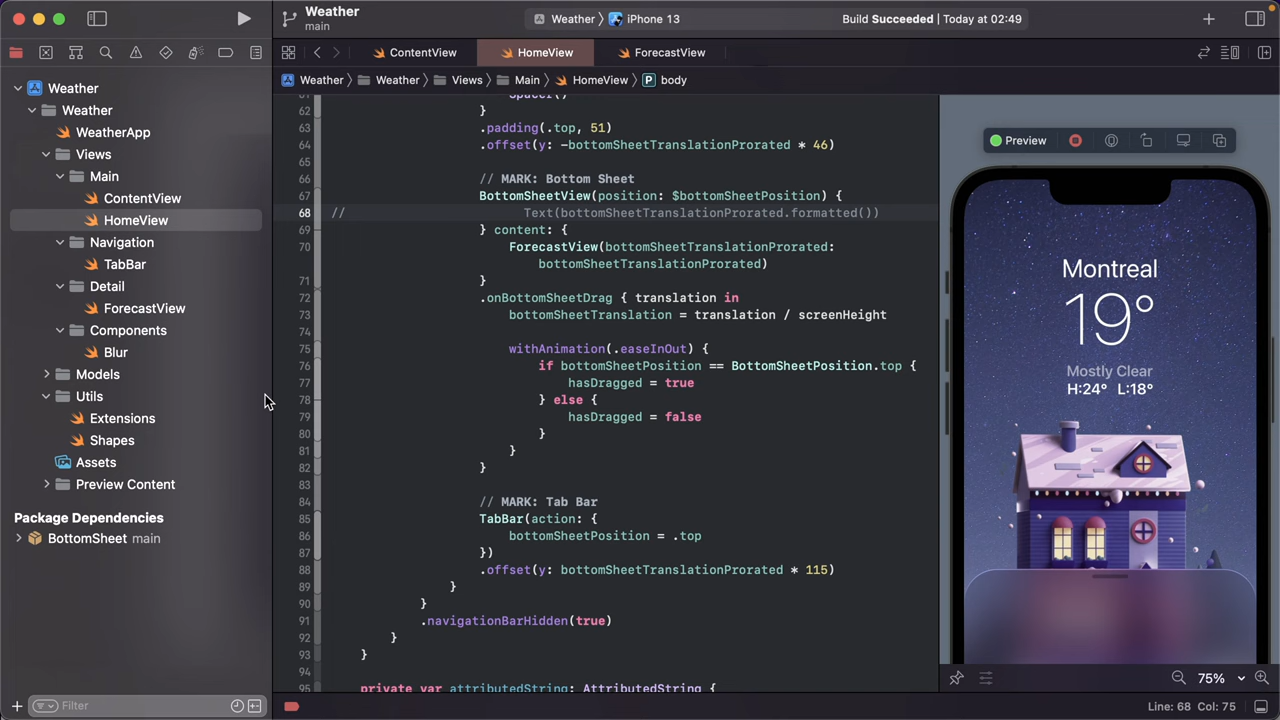 Weather
main
Weather 〉 iPhone 13
Build Succeeded | Today at 02:49
ContentView
HomeView
ForecastView
Weather 〉 Weather 〉 Views 〉 Main 〉 HomeView 〉 P body
Weather
Weather
WeatherApp
Views
Main
ContentView
HomeView
Navigation
TabBar
Detail
ForecastView
Components
Blur
Models
Utils
Extensions
Shapes
Assets
Preview Content
Package Dependencies
BottomSheet main
Filter
61 Spacer()
62 }
63 .padding(.top, 51)
64 .offset(y: -bottomSheetTranslationProrated * 46)
65
66 // MARK: Bottom Sheet
67 BottomSheetView(position: $bottomSheetPosition) {
68 // Text(bottomSheetTranslationProrated.formatted())
69 } content: {
70 ForecastView(bottomSheetTranslationProrated:
bottomSheetTranslationProrated)
71 }
72 .onBottomSheetDrag { translation in
73 bottomSheetTranslation = translation / screenHeight
74
75 withAnimation(.easeInOut) {
76 if bottomSheetPosition == BottomSheetPosition.top {
77 hasDragged = true
78 } else {
79 hasDragged = false
80 }
81 }
82 }
83
84 // MARK: Tab Bar
85 TabBar(action: {
86 bottomSheetPosition = .top
87 })
88 .offset(y: bottomSheetTranslationProrated * 115)
89 }
90 }
91 .navigationBarHidden(true)
92 }
93 }
94
95 private var attributedString: AttributedString {
Preview
Montreal
19°
Mostly Clear
H:24° L:18°
75%
Line: 68 Col: 75